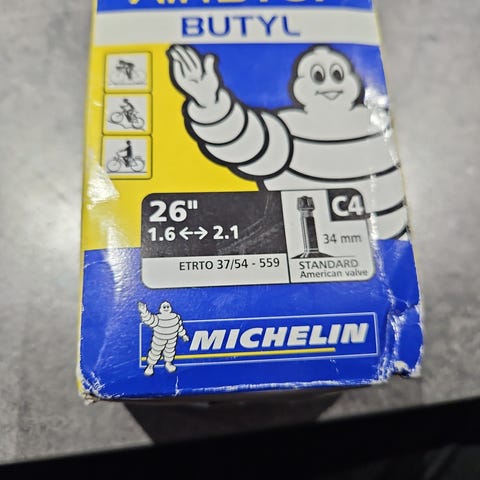 BUTYL
26"
1.6 ↔ 2.1
C4
34 mm
ETRTO 37/54 - 559
STANDARD
American valve
MICHELIN